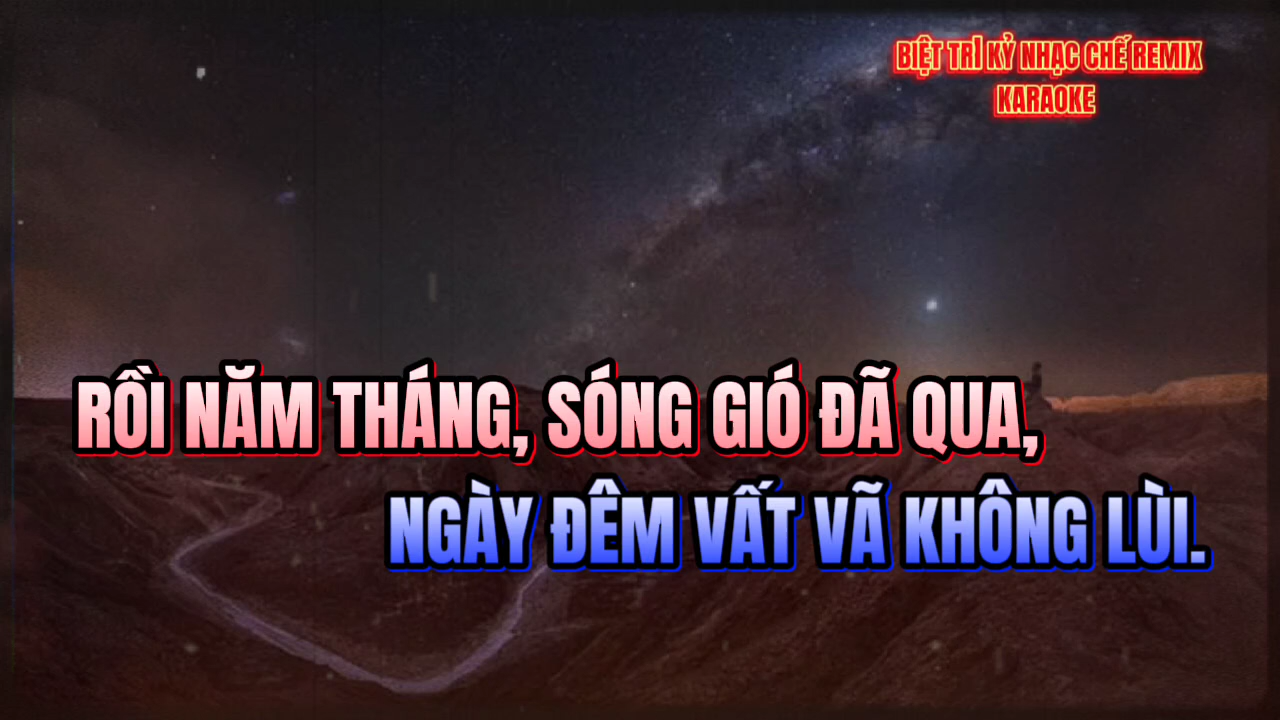 BIỆT TRI KỶ NHẠC CHẾ REMIX
KARAOKE
RỒI NĂM THÁNG, SÓNG GIÓ ĐÃ QUA,
NGÀY ĐÊM VẤT VÃ KHÔNG LÙI.